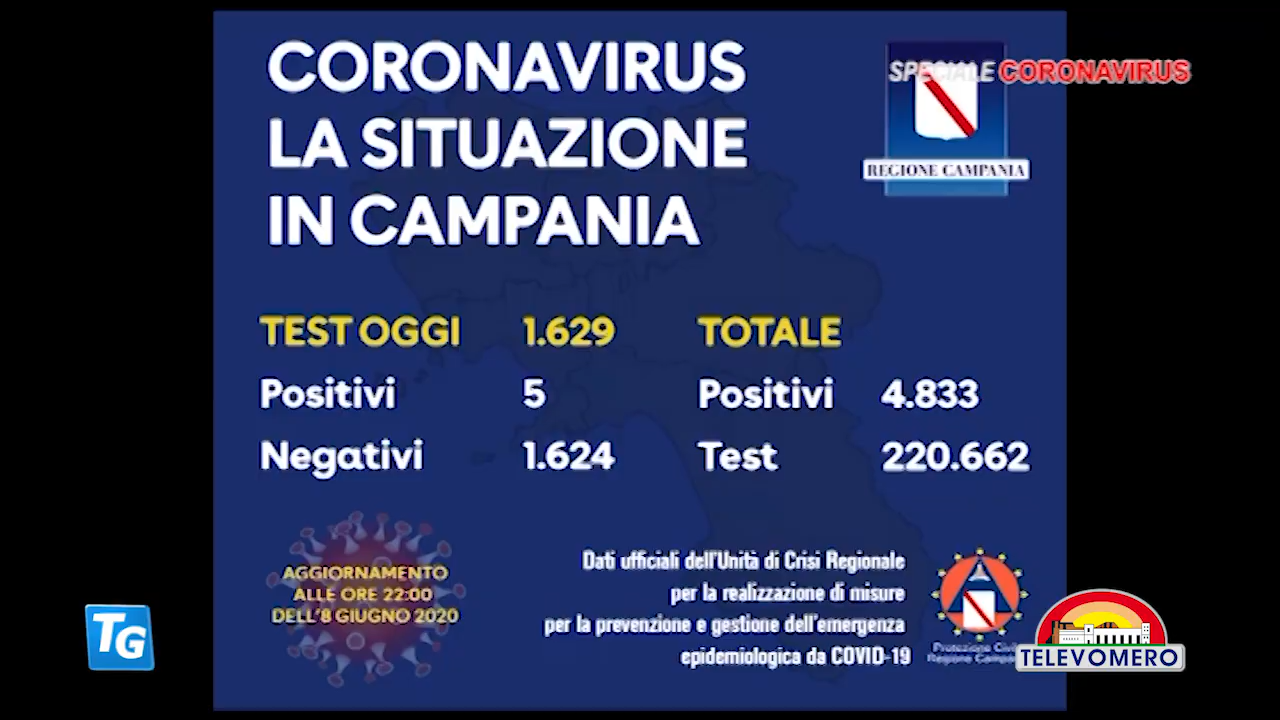 CORONAVIRUS
LA SITUAZIONE
IN CAMPANIA
SPECIALE CORONAVIRUS
REGIONE CAMPANIA
TEST OGGI 1.629 TOTALE
Positivi 5 Positivi 4.833
Negativi 1.624 Test 220.662
AGGIORNAMENTO
ALLE ORE 22:00
DELL'8 GIUGNO 2020
Dati ufficiali dell'Unità di Crisi Regionale
per la realizzazione di misure
per la prevenzione e gestione dell'emergenza
epidemiologica da COVID-19
Protezione
Regione
TG
TELEVOMERO